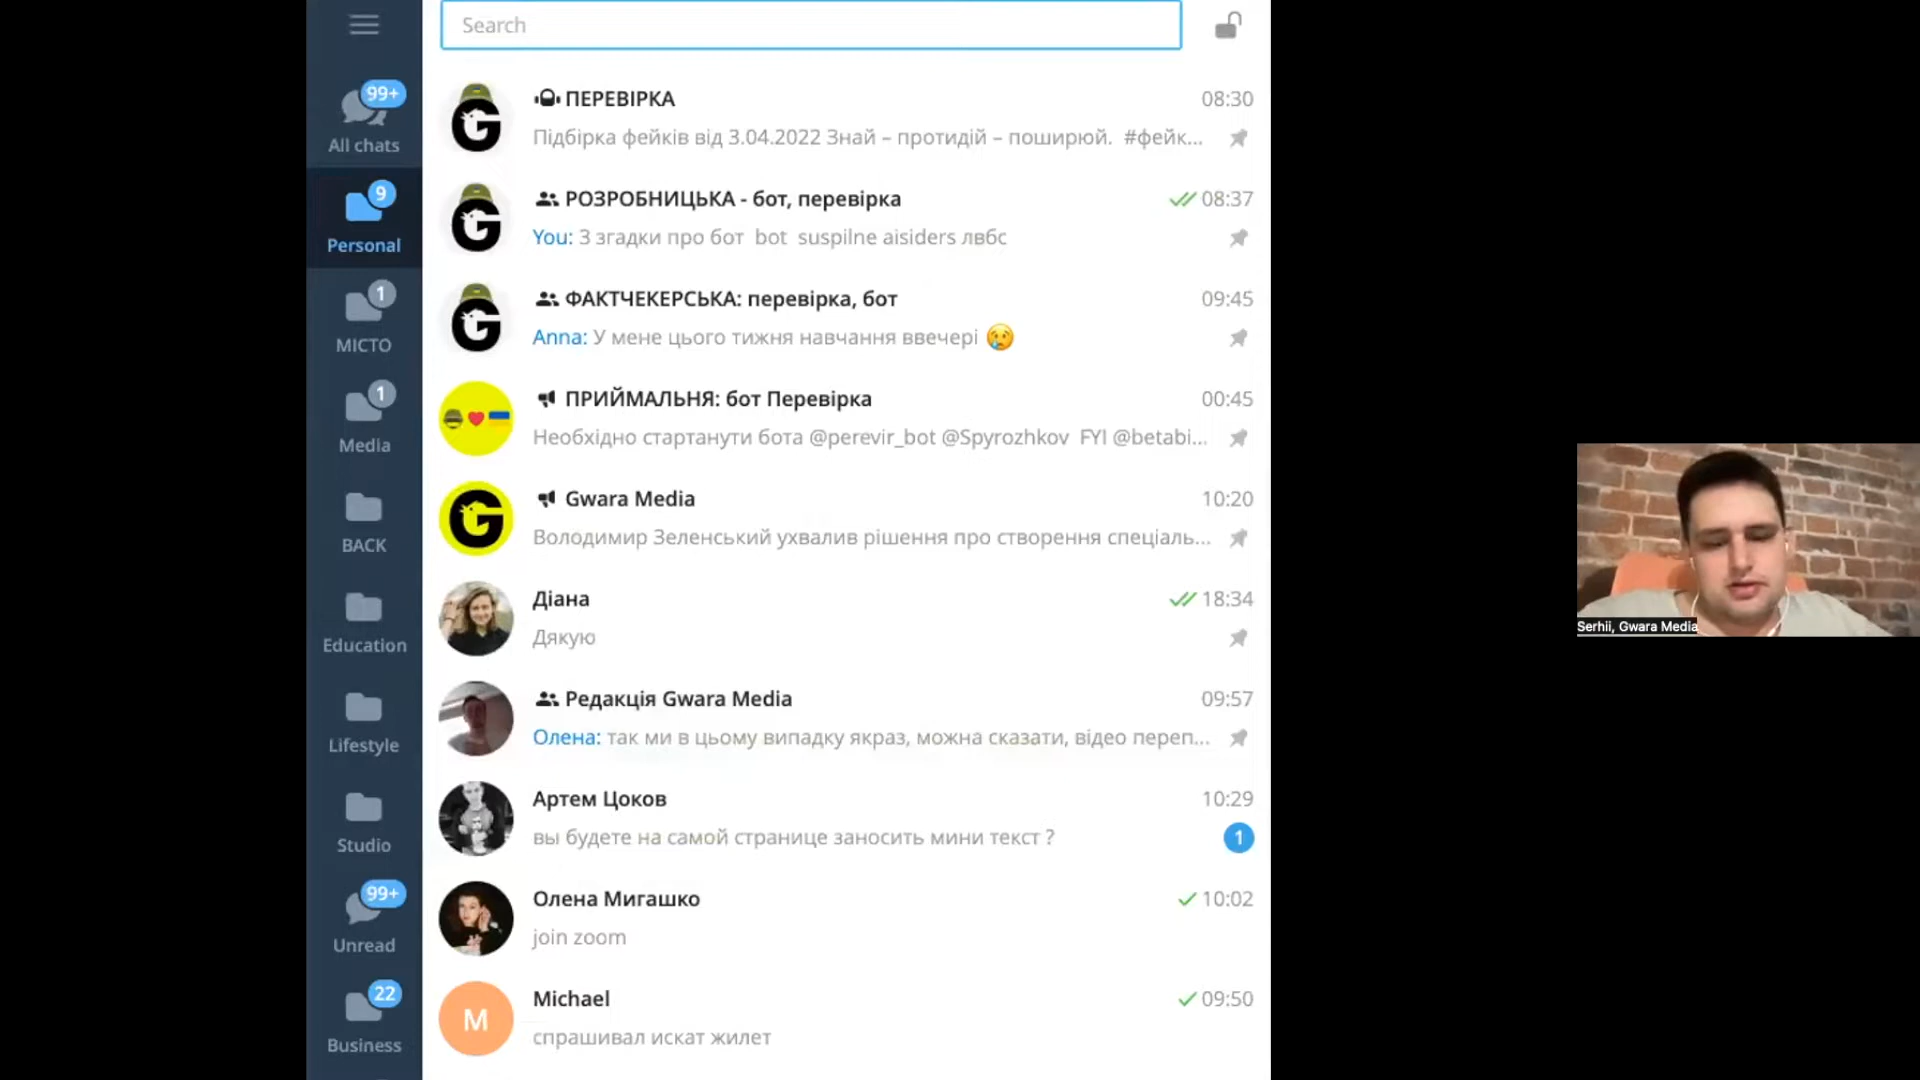 Search
99+
All chats
9
Personal
1
МІСТО
1
Media
BACK
Education
Lifestyle
Studio
99+
Unread
22
Business
ПЕРЕВІРКА
08:30
Підбірка фейків від 3.04.2022 Знай – протидій – поширюй. #фейк...
РОЗРОБНИЦЬКА - бот, перевірка
08:37
You: 3 згадки про бот bot suspilne aisiders лвбс
ФАКТЧЕКЕРСЬКА: перевірка, бот
09:45
Anna: У мене цього тижня навчання ввечері
ПРИЙМАЛЬНЯ: бот Перевірка
00:45
Необхідно стартанути бота @perevir_bot @Spyrozhkov FYI @betabi...
Gwara Media
10:20
Володимир Зеленський ухвалив рішення про створення спеціаль...
Діана
18:34
Дякую
Редакція Gwara Media
09:57
Олена: так ми в цьому випадку якраз, можна сказати, відео переп...
Артем Цоков
10:29
вы будете на самой странице заносить мини текст ?
1
Олена Мигашко
10:02
join zoom
M
Michael
09:50
спрашивал искат жилет
Serhii, Gwara Media